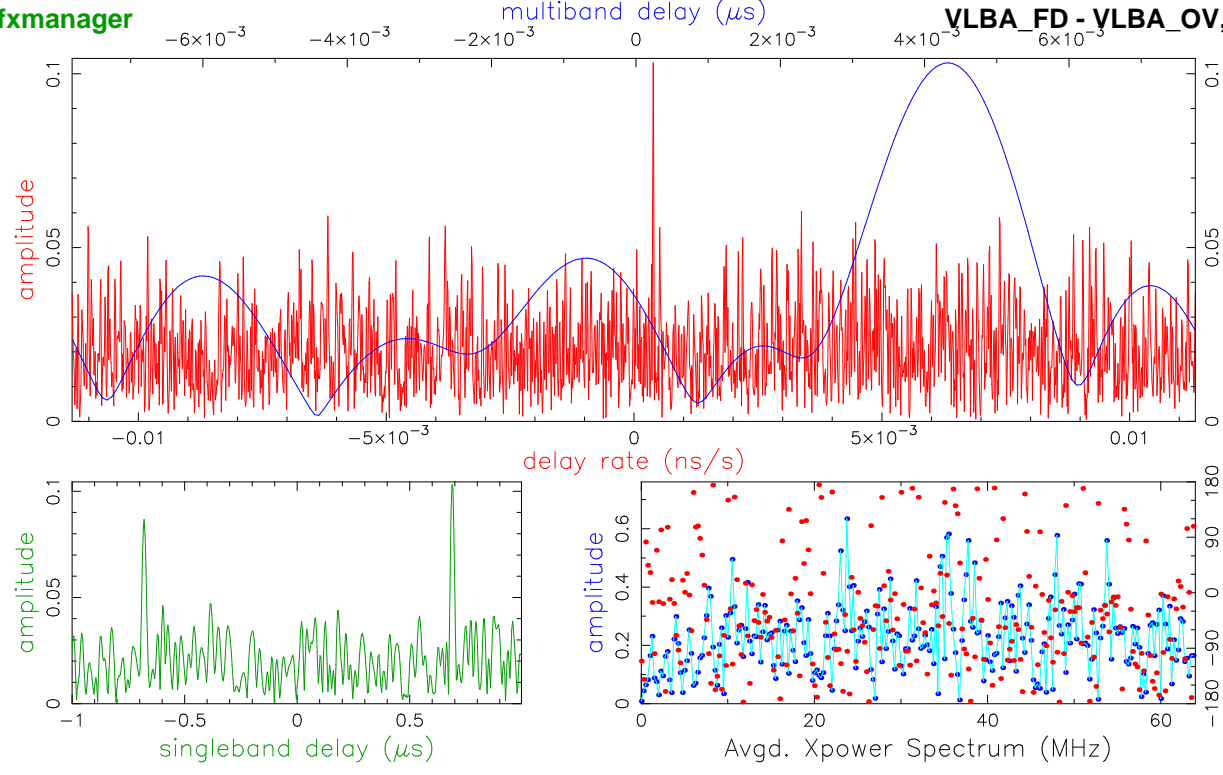 fxmanager
multiband delay (μs)
VLBA_FD - VLBA_OV,
−6×10⁻³ −4×10⁻³ −2×10⁻³ 0 2×10⁻³ 4×10⁻³ 6×10⁻³
amplitude
0 0.05 0.1
0 0.05 0.1
−0.01 −5×10⁻³ 0 5×10⁻³ 0.01
delay rate (ns/s)
amplitude
0 0.05 0.1
−1 −0.5 0 0.5
singleband delay (μs)
amplitude
0 0.2 0.4 0.6
−180 −90 0 90 180
0 20 40 60
Avgd. Xpower Spectrum (MHz)